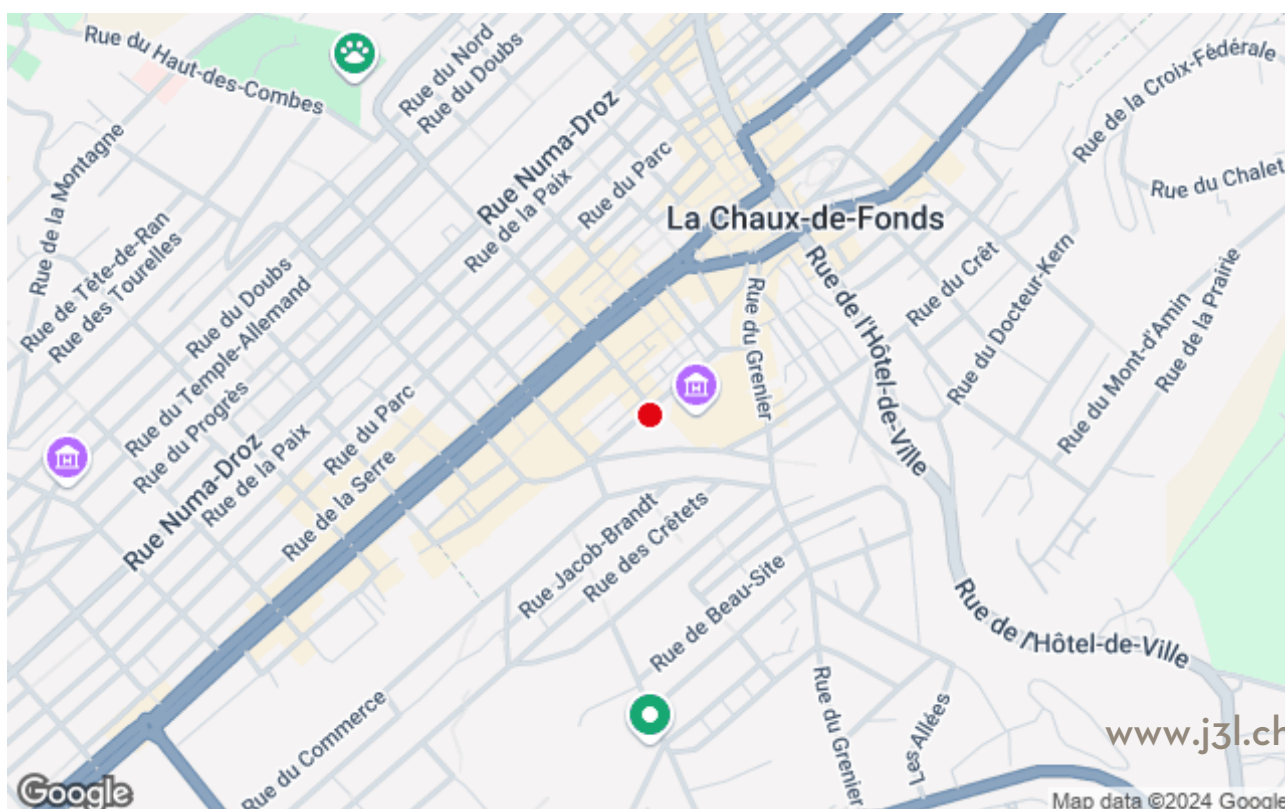 Rue du Haut-des-Combes
Rue du Nord
Rue du Doubs
Rue Numa-Droz
Rue de la Croix-Fédérale
Rue de la Montagne
Rue du Parc
Rue de la Paix
Rue du Chalet
La Chaux-de-Fonds
Rue de Tête-de-Ran
Rue des Tourelles
Rue du Doubs
Rue du Temple-Allemand
Rue du Progrès
Rue du Grenier
Rue de l'Hôtel-de-Ville
Rue du Crêt
Rue du Docteur-Kern
Rue du Mont-d'Amin
Rue de la Prairie
Rue du Parc
Rue de la Serre
Rue de la Paix
Rue Numa-Droz
Rue Jacob-Brandt
Rue des Crêtets
Rue de Beau-Site
Rue de l'Hôtel-de-Ville
Rue du Commerce
Rue du Grenier
Les Allées
www.j3l.ch
Google
Map data ©2024 Google